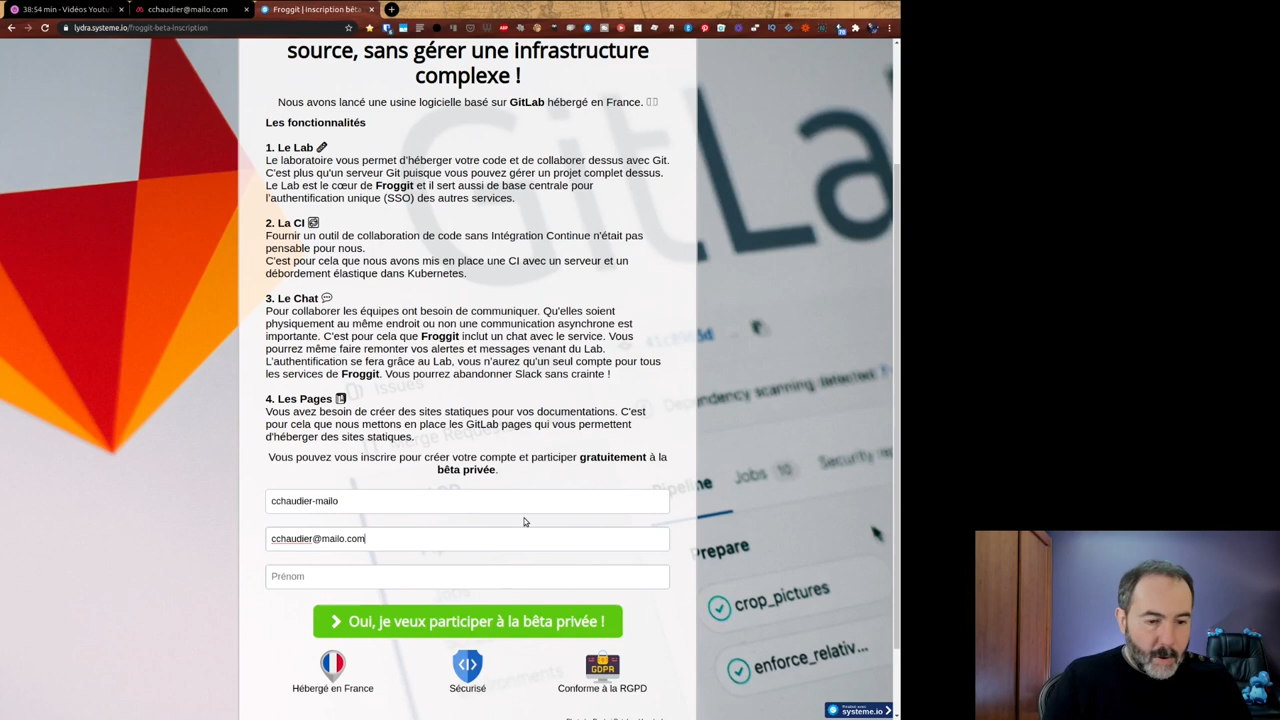 38:54 min - Vidéos Youtub
cchaudier@mailo.com
Froggit | inscription bêta
lydra.systeme.io/froggit-beta-inscription
source, sans gérer une infrastructure
complexe !
Nous avons lancé une usine logicielle basé sur GitLab hébergé en France.
Les fonctionnalités
1. Le Lab
Le laboratoire vous permet d'héberger votre code et de collaborer dessus avec Git.
C'est plus qu'un serveur Git puisque vous pouvez gérer un projet complet dessus.
Le Lab est le cœur de Froggit et il sert aussi de base centrale pour
l'authentification unique (SSO) des autres services.
2. La CI
Fournir un outil de collaboration de code sans Intégration Continue n'était pas
pensable pour nous.
C'est pour cela que nous avons mis en place une CI avec un serveur et un
débordement élastique dans Kubernetes.
3. Le Chat
Pour collaborer les équipes ont besoin de communiquer. Qu'elles soient
physiquement au même endroit ou non une communication asynchrone est
importante. C'est pour cela que Froggit inclut un chat avec le service. Vous
pourrez même faire remonter vos alertes et messages venant du Lab.
L'authentification se fera grâce au Lab, vous n'aurez qu'un seul compte pour tous
les services de Froggit. Vous pourrez abandonner Slack sans crainte !
4. Les Pages
Vous avez besoin de créer des sites statiques pour vos documentations. C'est
pour cela que nous mettons en place les GitLab pages qui vous permettent
d'héberger des sites statiques.
Vous pouvez vous inscrire pour créer votre compte et participer gratuitement à la
bêta privée.
cchaudier-mailo
cchaudier@mailo.com
Prénom
Oui, je veux participer à la bêta privée !
Hébergé en France
Sécurisé
GDPR
Conforme à la RGPD
GitLa
Issues
Merge Reque
Dependency scanning detected
Pipeline
Jobs 10
Security
Prepare
crop_pictures
enforce_relativ...
systeme.io